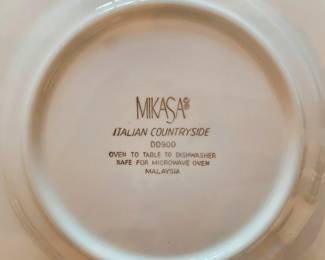 MIKASA
ITALIAN COUNTRYSIDE
DD900
OVEN TO TABLE TO DISHWASHER
SAFE FOR MICROWAVE OVEN
MALAYSIA